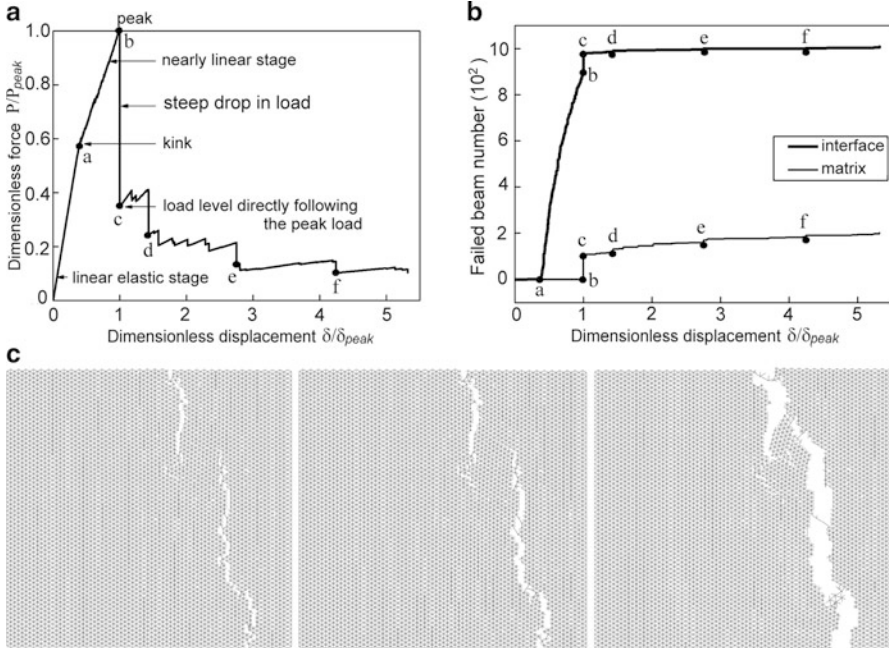 a
peak
1.0
b
nearly linear stage
0.8
steep drop in load
0.6
kink
a
0.4
load level directly following
the peak load
c
0.2
d
linear elastic stage
e
f
0
0 1 2 3 4 5
Dimensionless force P/Ppeak
Dimensionless displacement δ/δpeak
b
c d e f
10
b
8
interface
matrix
6
4
2
c d e f
0
a b
0 1 2 3 4 5
Failed beam number (10²)
Dimensionless displacement δ/δpeak
c